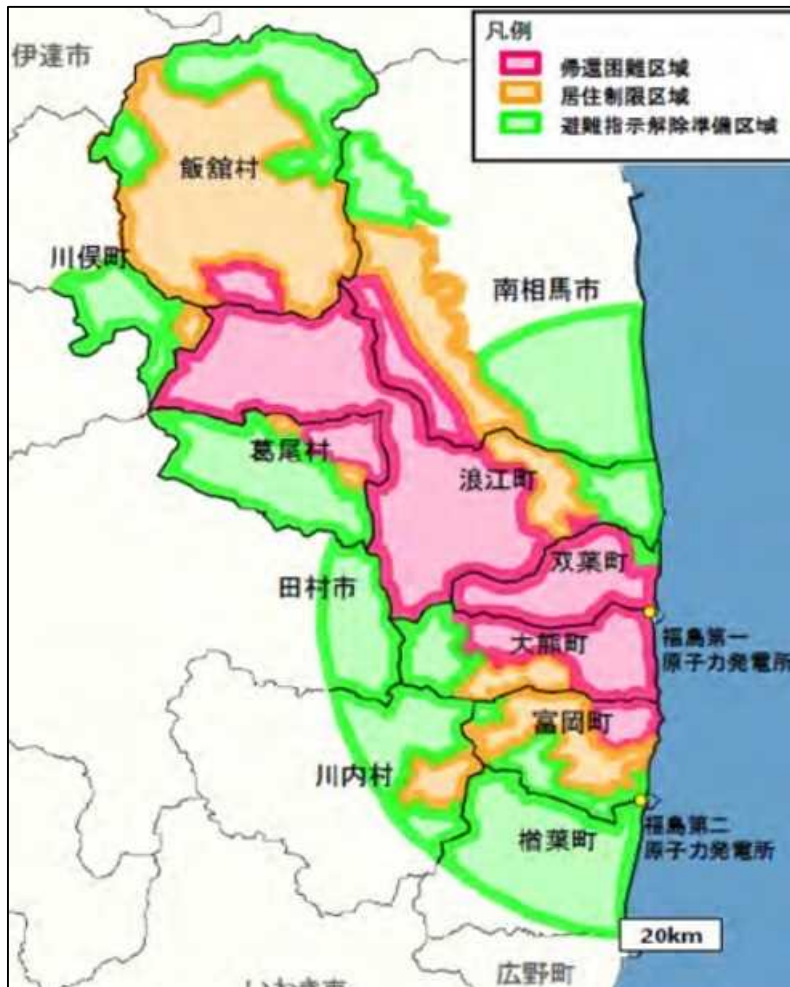 凡例
帰還困難区域
居住制限区域
避難指示解除準備区域
伊達市
飯舘村
川俣町
南相馬市
葛尾村
浪江町
双葉町
田村市
大熊町
福島第一
原子力発電所
富岡町
川内村
福島第二
原子力発電所
楢葉町
20km
広野町
いわき市